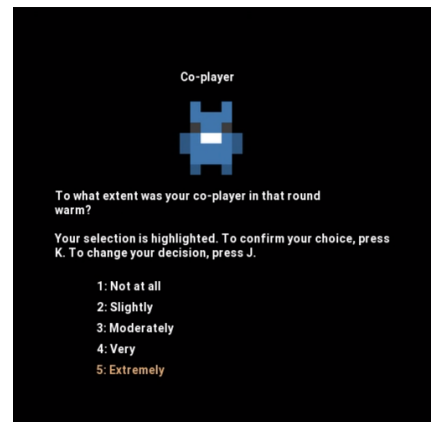 Co-player
To what extent was your co-player in that round
warm?
Your selection is highlighted. To confirm your choice, press
K. To change your decision, press J.
1: Not at all
2: Slightly
3: Moderately
4: Very
5: Extremely